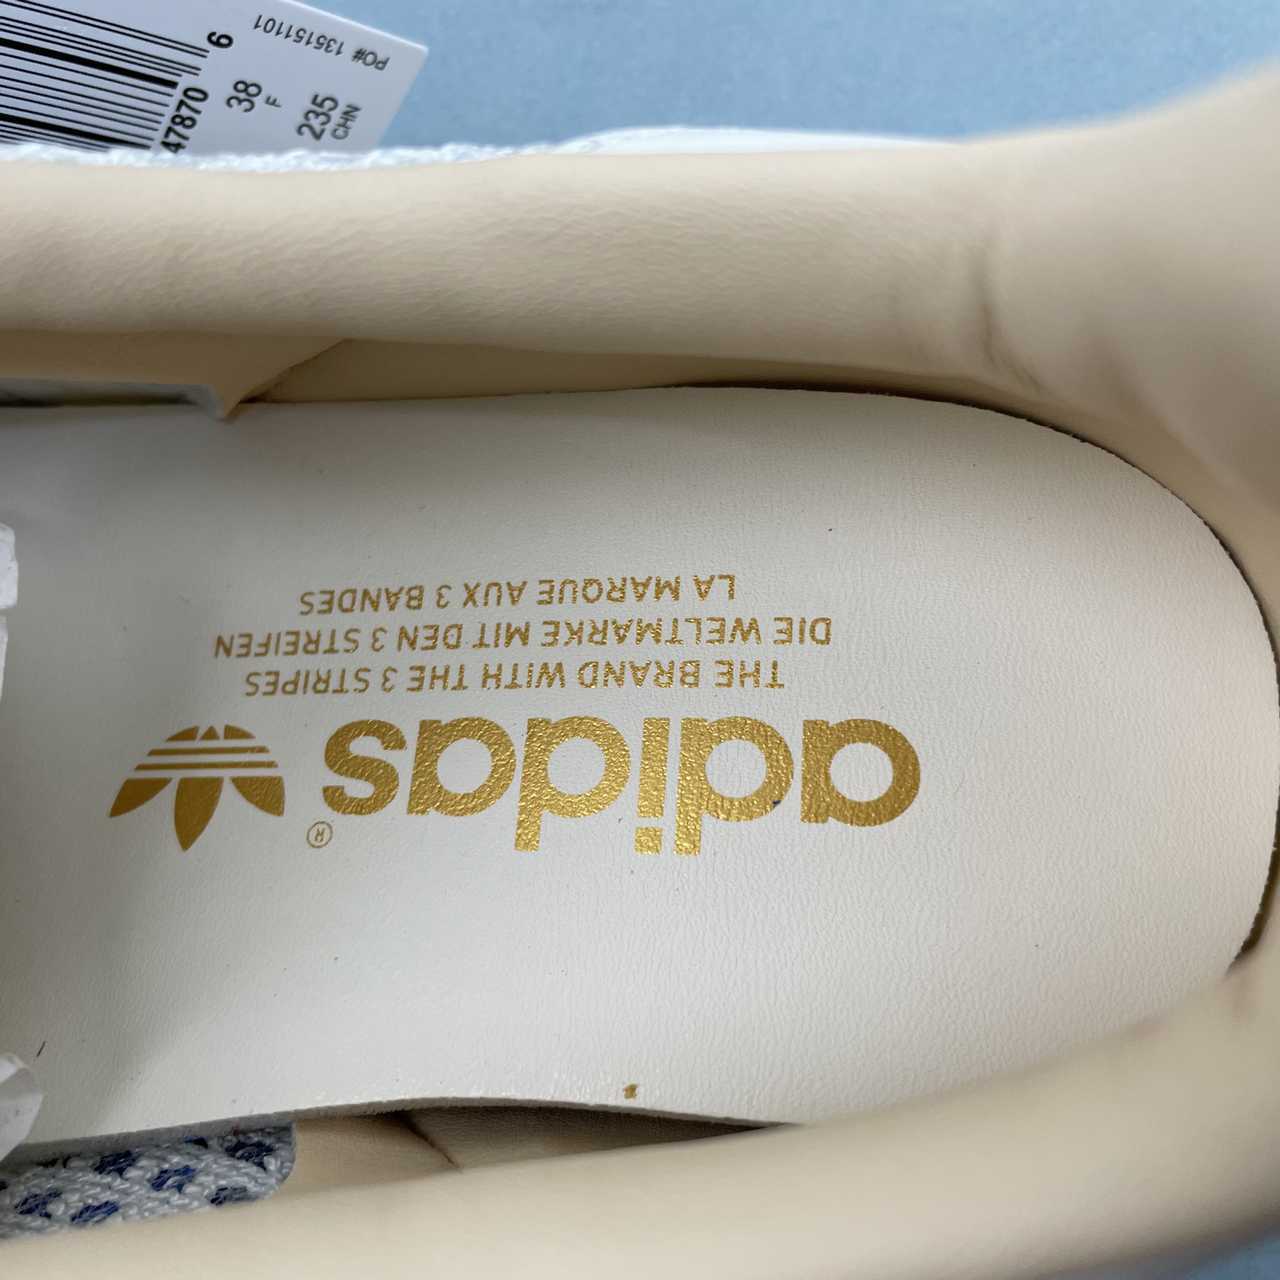 adidas®
THE BRAND WITH THE 3 STRIPES
DIE WELTMARKE MIT DEN 3 STREIFEN
LA MARQUE AUX 3 BANDES
PO# 135151101
235
CHN
38
F
47870
6